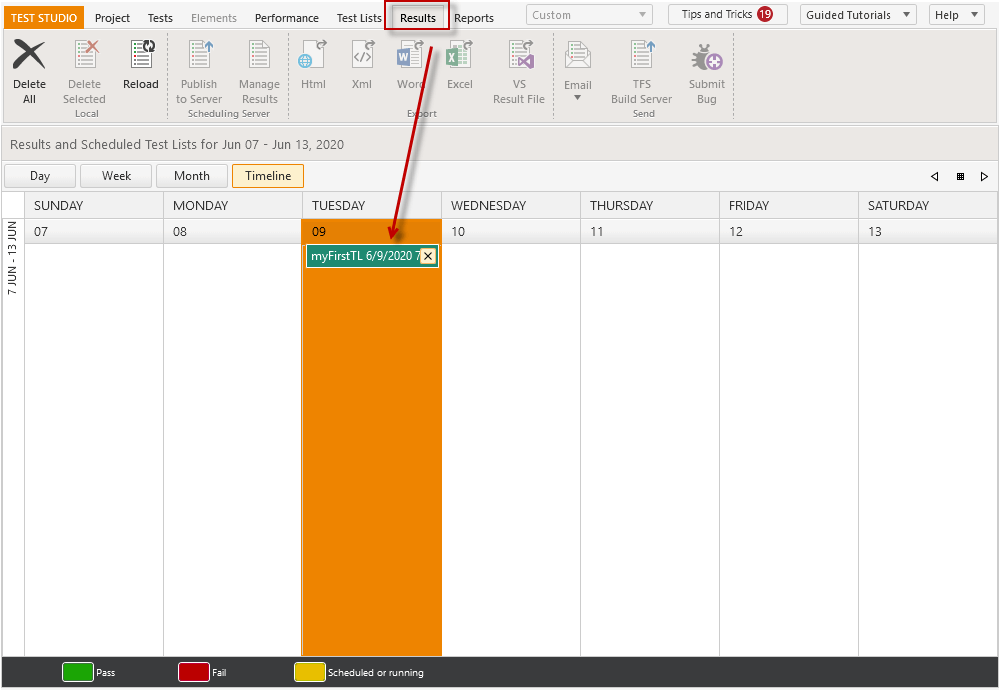 TEST STUDIO Project Tests Elements Performance Test Lists Results Reports Custom Tips and Tricks 19 Guided Tutorials Help
Delete All
Delete Selected
Reload
Local
Publish to Server
Manage Results
Scheduling Server
Html
Xml
Word
Excel
VS Result File
Export
Email
TFS Build Server
Submit Bug
Send
Results and Scheduled Test Lists for Jun 07 - Jun 13, 2020
Day Week Month Timeline
SUNDAY MONDAY TUESDAY WEDNESDAY THURSDAY FRIDAY SATURDAY
07 08 09 10 11 12 13
7 JUN - 13 JUN
myFirstTL 6/9/2020 7
Pass Fail Scheduled or running